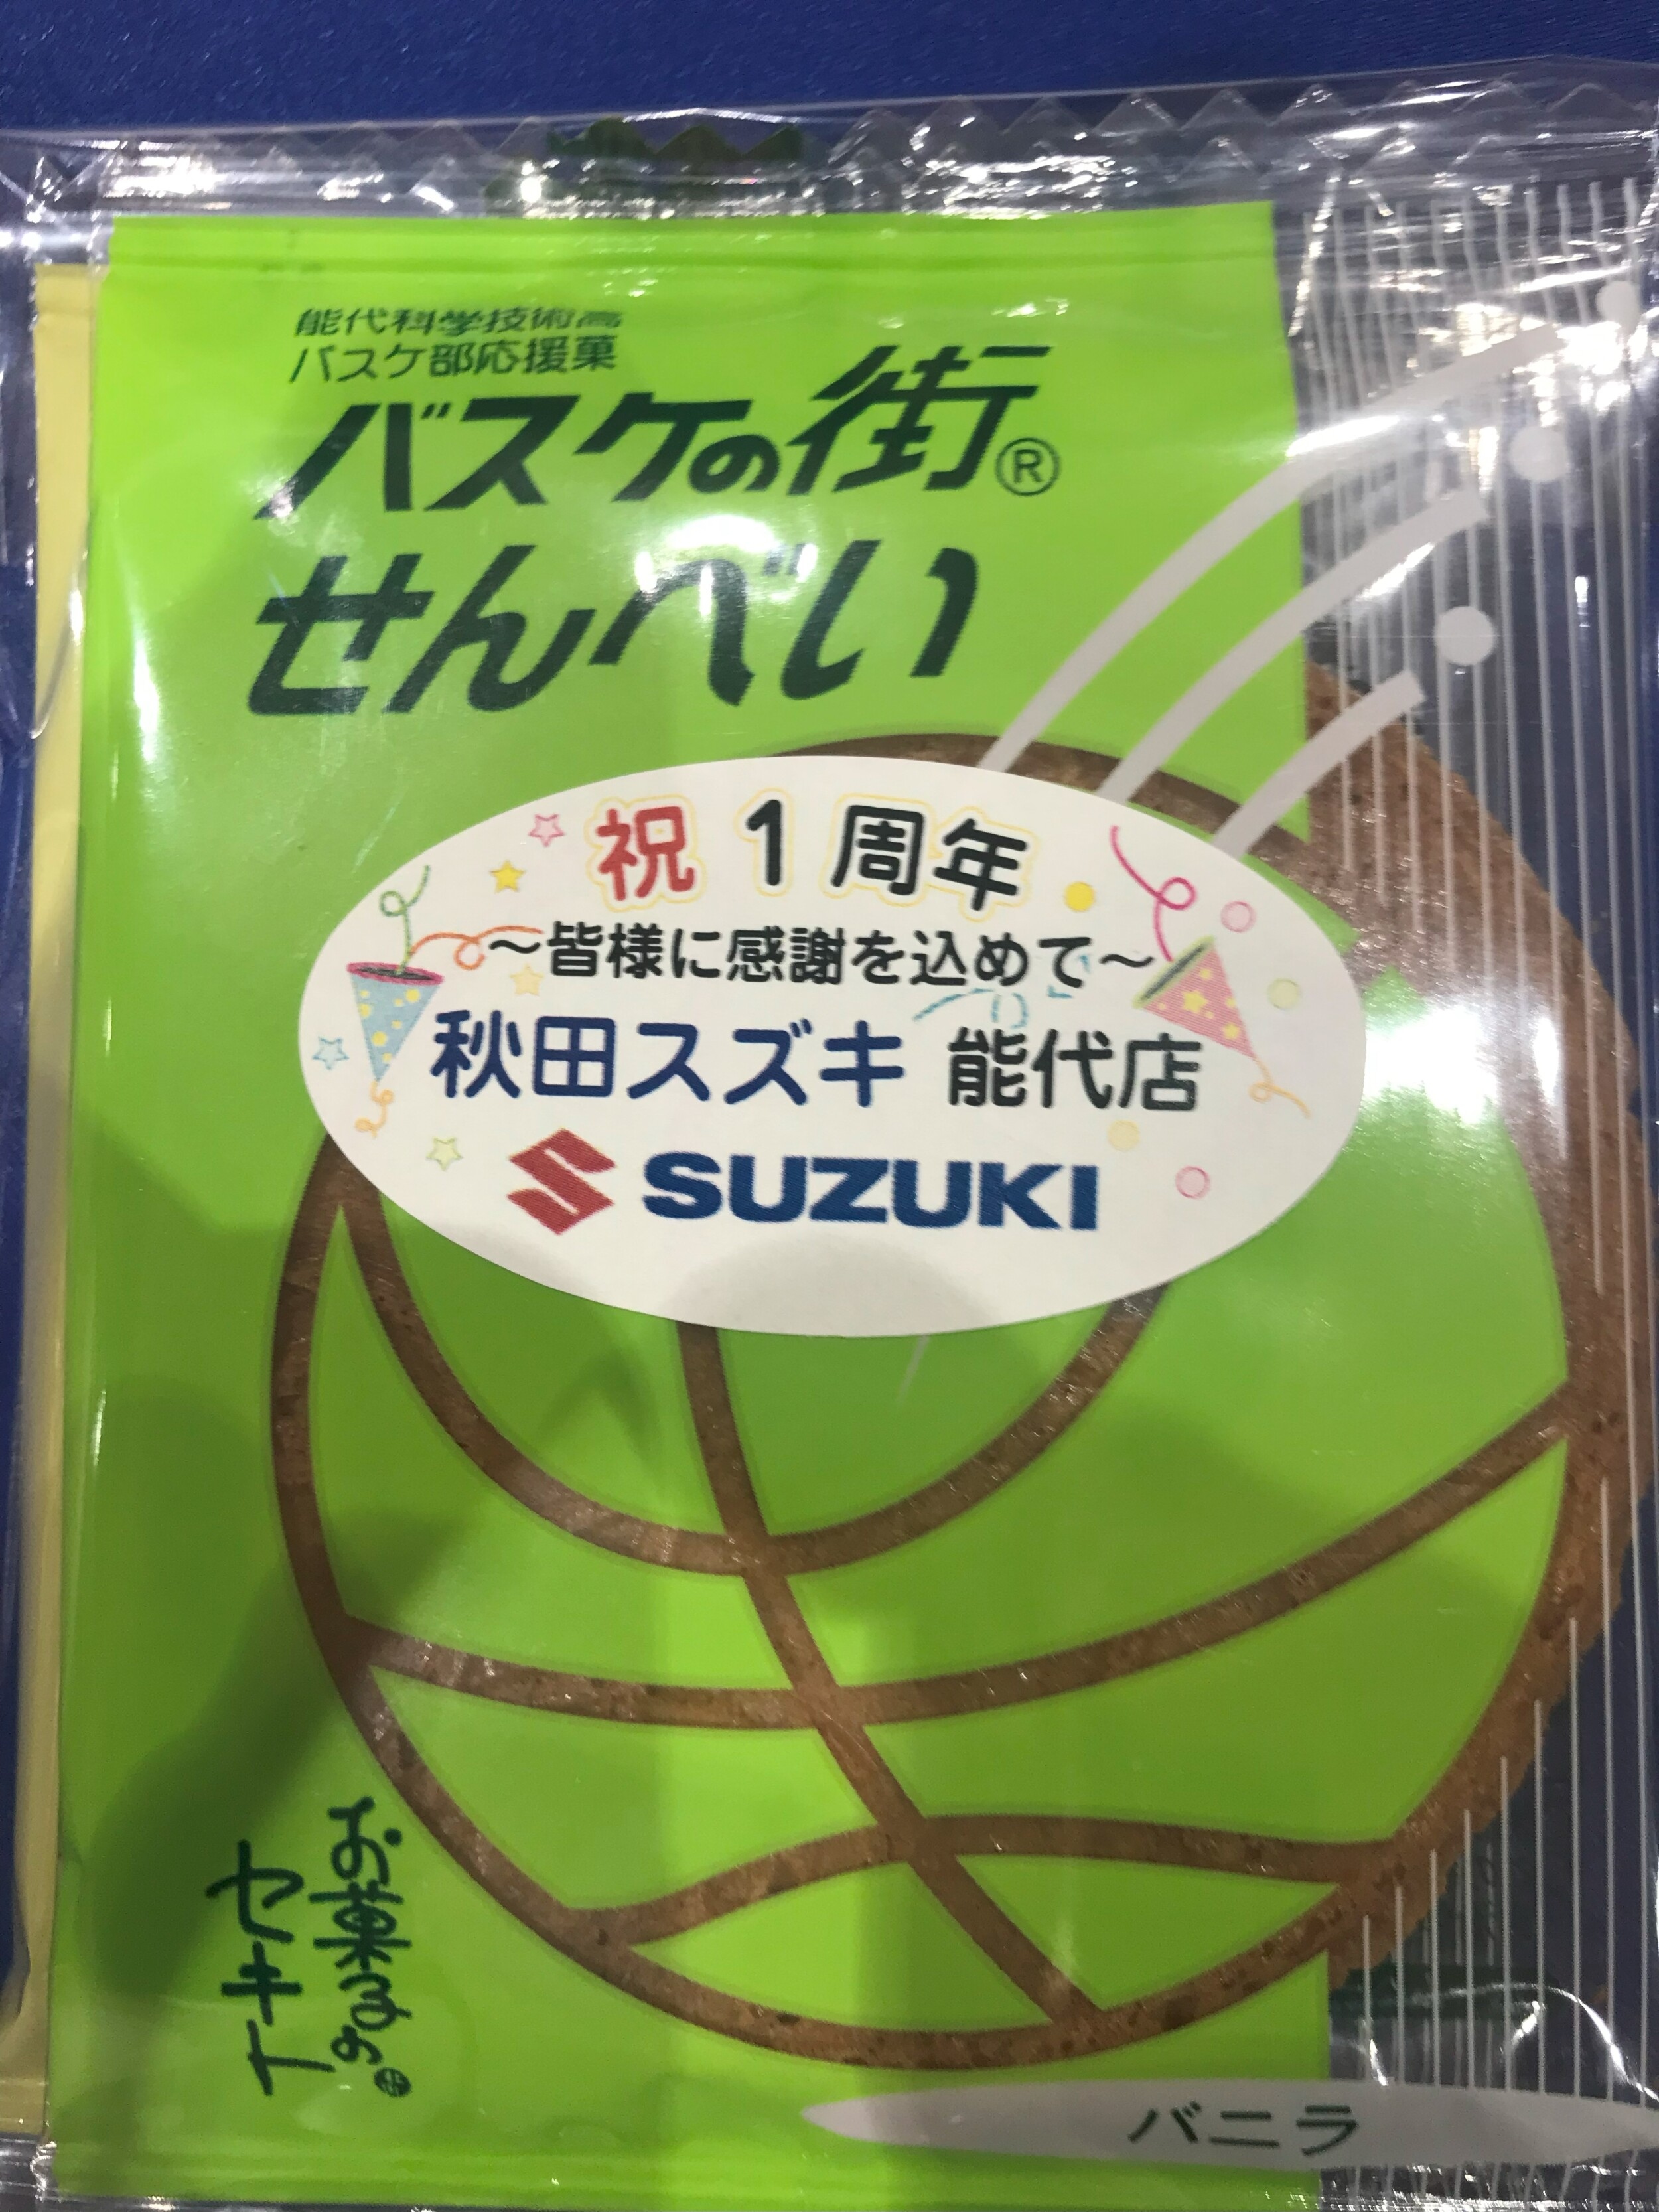 能代科学技術高
バスケ部応援菓
バスケの街®
せんべい
祝 1周年
～皆様に感謝を込めて～
秋田スズキ 能代店
SUZUKI
お菓子の
セキト
バニラ